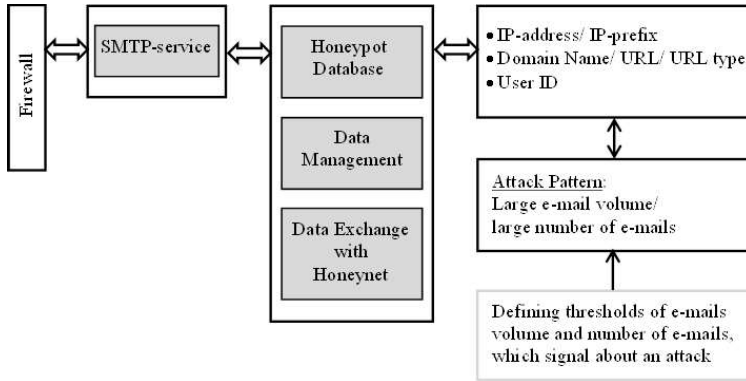 Firewall
SMTP-service
Honeypot
Database
Data
Management
Data Exchange
with
Honeynet
• IP-address/ IP-prefix
• Domain Name/ URL/ URL type
• User ID
Attack Pattern:
Large e-mail volume/
large number of e-mails
Defining thresholds of e-mails
volume and number of e-mails,
which signal about an attack